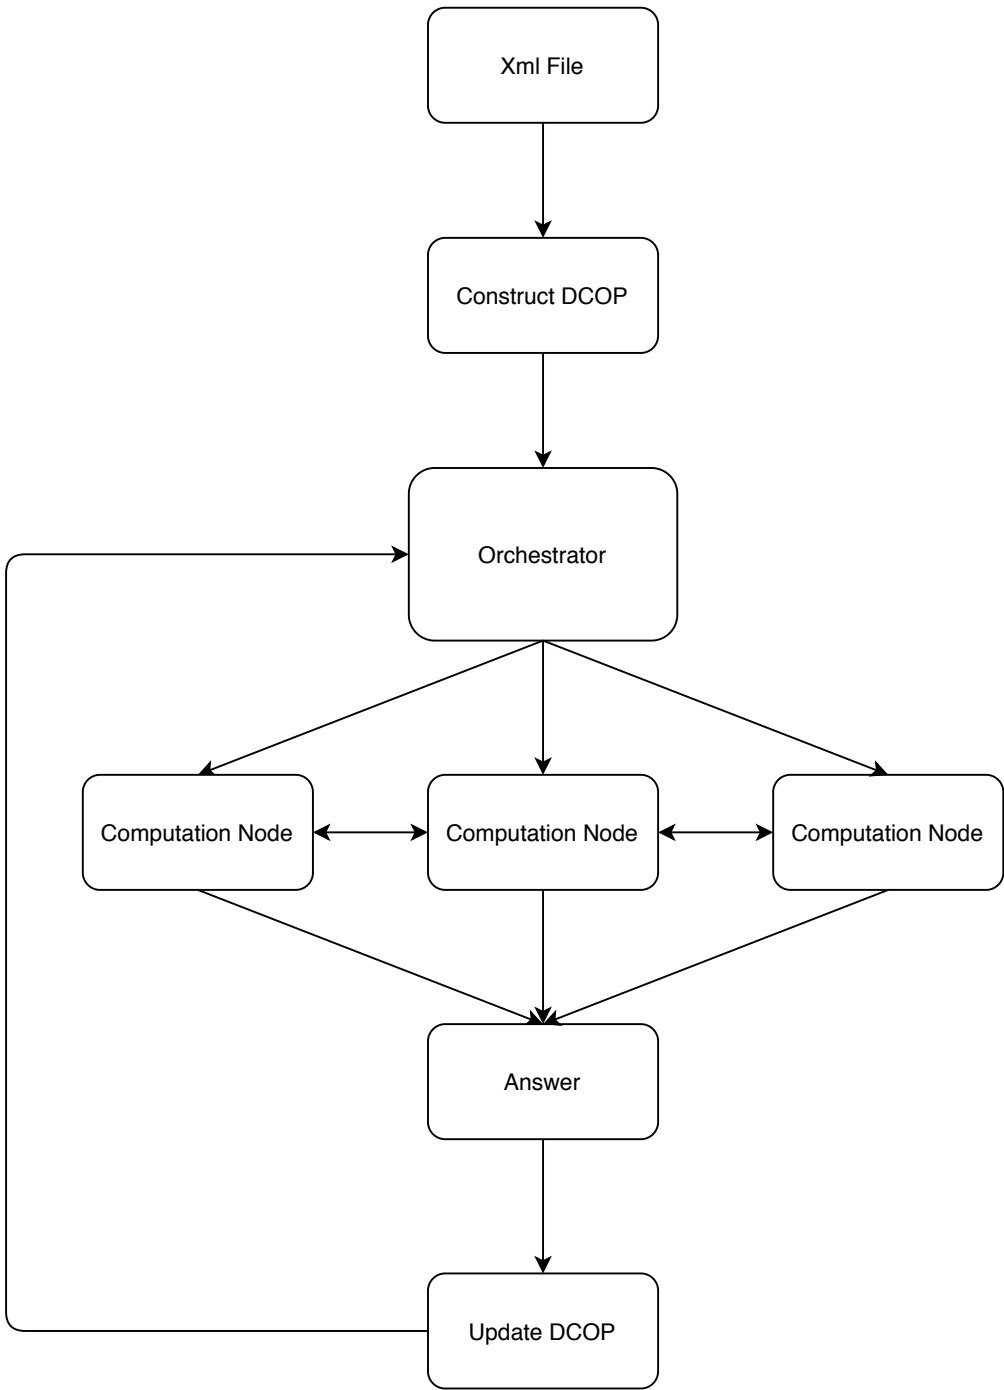 Xml File
Construct DCOP
Orchestrator
Computation Node
Computation Node
Computation Node
Answer
Update DCOP